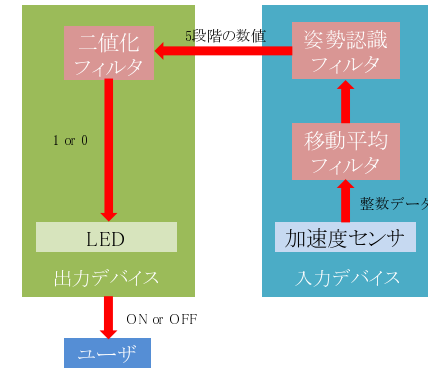 二値化
フィルタ
5段階の数値
姿勢認識
フィルタ
1 or 0
移動平均
フィルタ
整数データ
LED
加速度センサ
出力デバイス
入力デバイス
ON or OFF
ユーザ